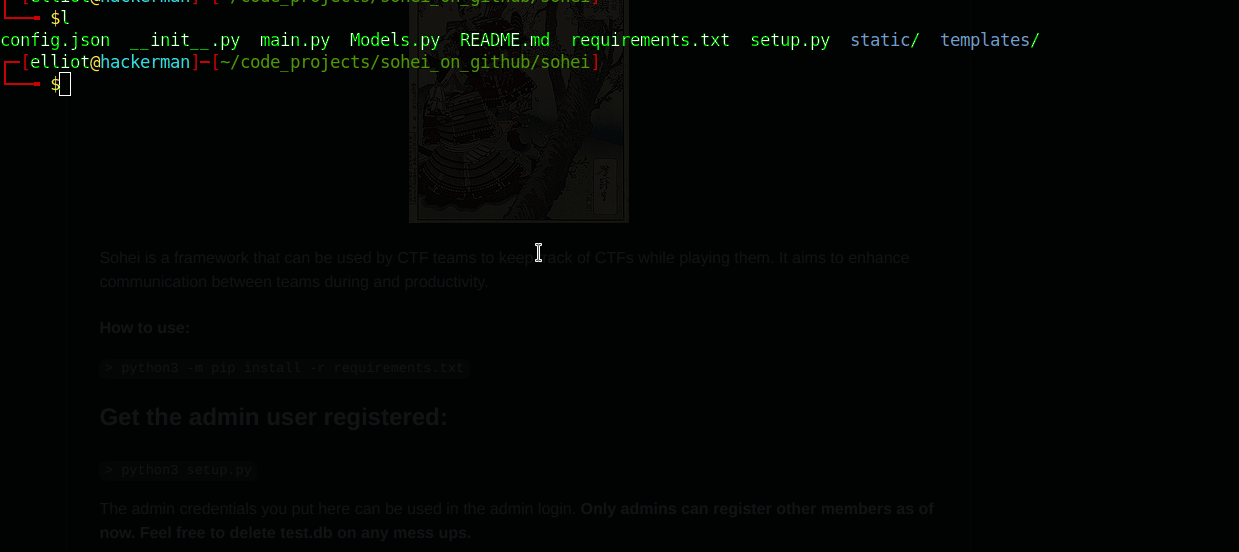 ┌─[elliot@hackerman]─[~/code_projects/sohei_on_github/sohei]
└──╼ $l
config.json  __init__.py  main.py  Models.py  README.md  requirements.txt  setup.py  static/  templates/
┌─[elliot@hackerman]─[~/code_projects/sohei_on_github/sohei]
└──╼ $
Sohei is a framework that can be used by CTF teams to keep track of CTFs while playing them. It aims to enhance
communication between teams during and productivity.
How to use:
> python3 -m pip install -r requirements.txt
Get the admin user registered:
> python3 setup.py
The admin credentials you put here can be used in the admin login. Only admins can register other members as of
now. Feel free to delete test.db on any mess ups.